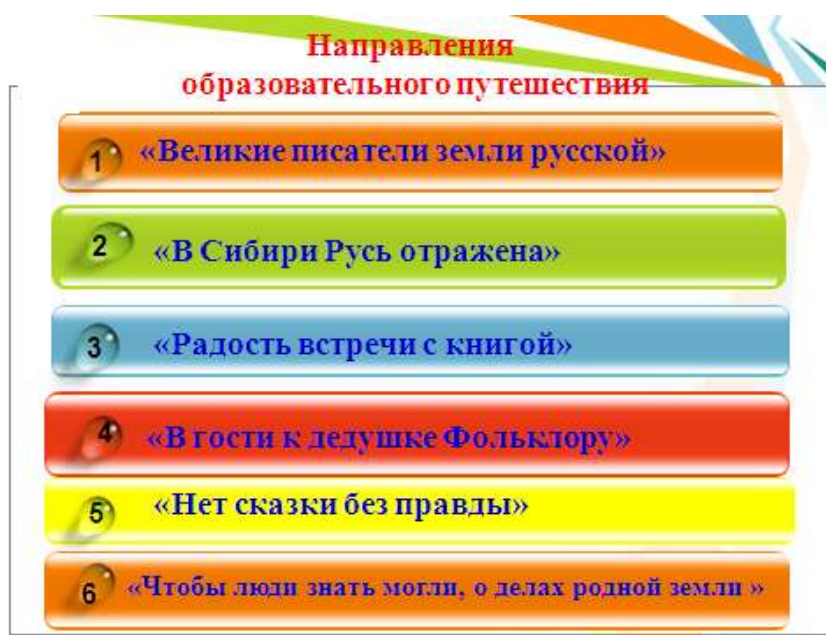 Направления
образовательного путешествия
1 «Великие писатели земли русской»
2 «В Сибири Русь отражена»
3 «Радость встречи с книгой»
4 «В гости к дедушке Фольклору»
5 «Нет сказки без правды»
6 «Чтобы люди знать могли, о делах родной земли »